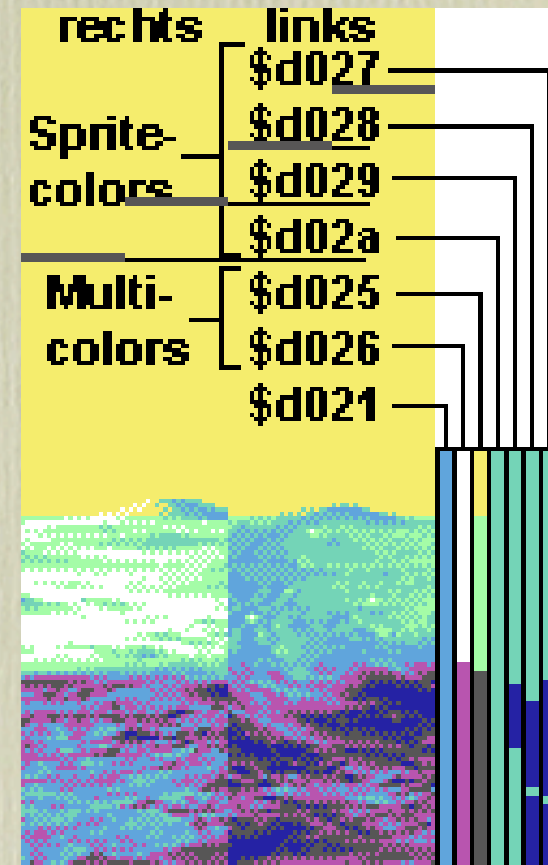 rechts links
$d027
$d028
Sprite-
$d029
colors
$d02a
Multi-
$d025
colors
$d026
$d021